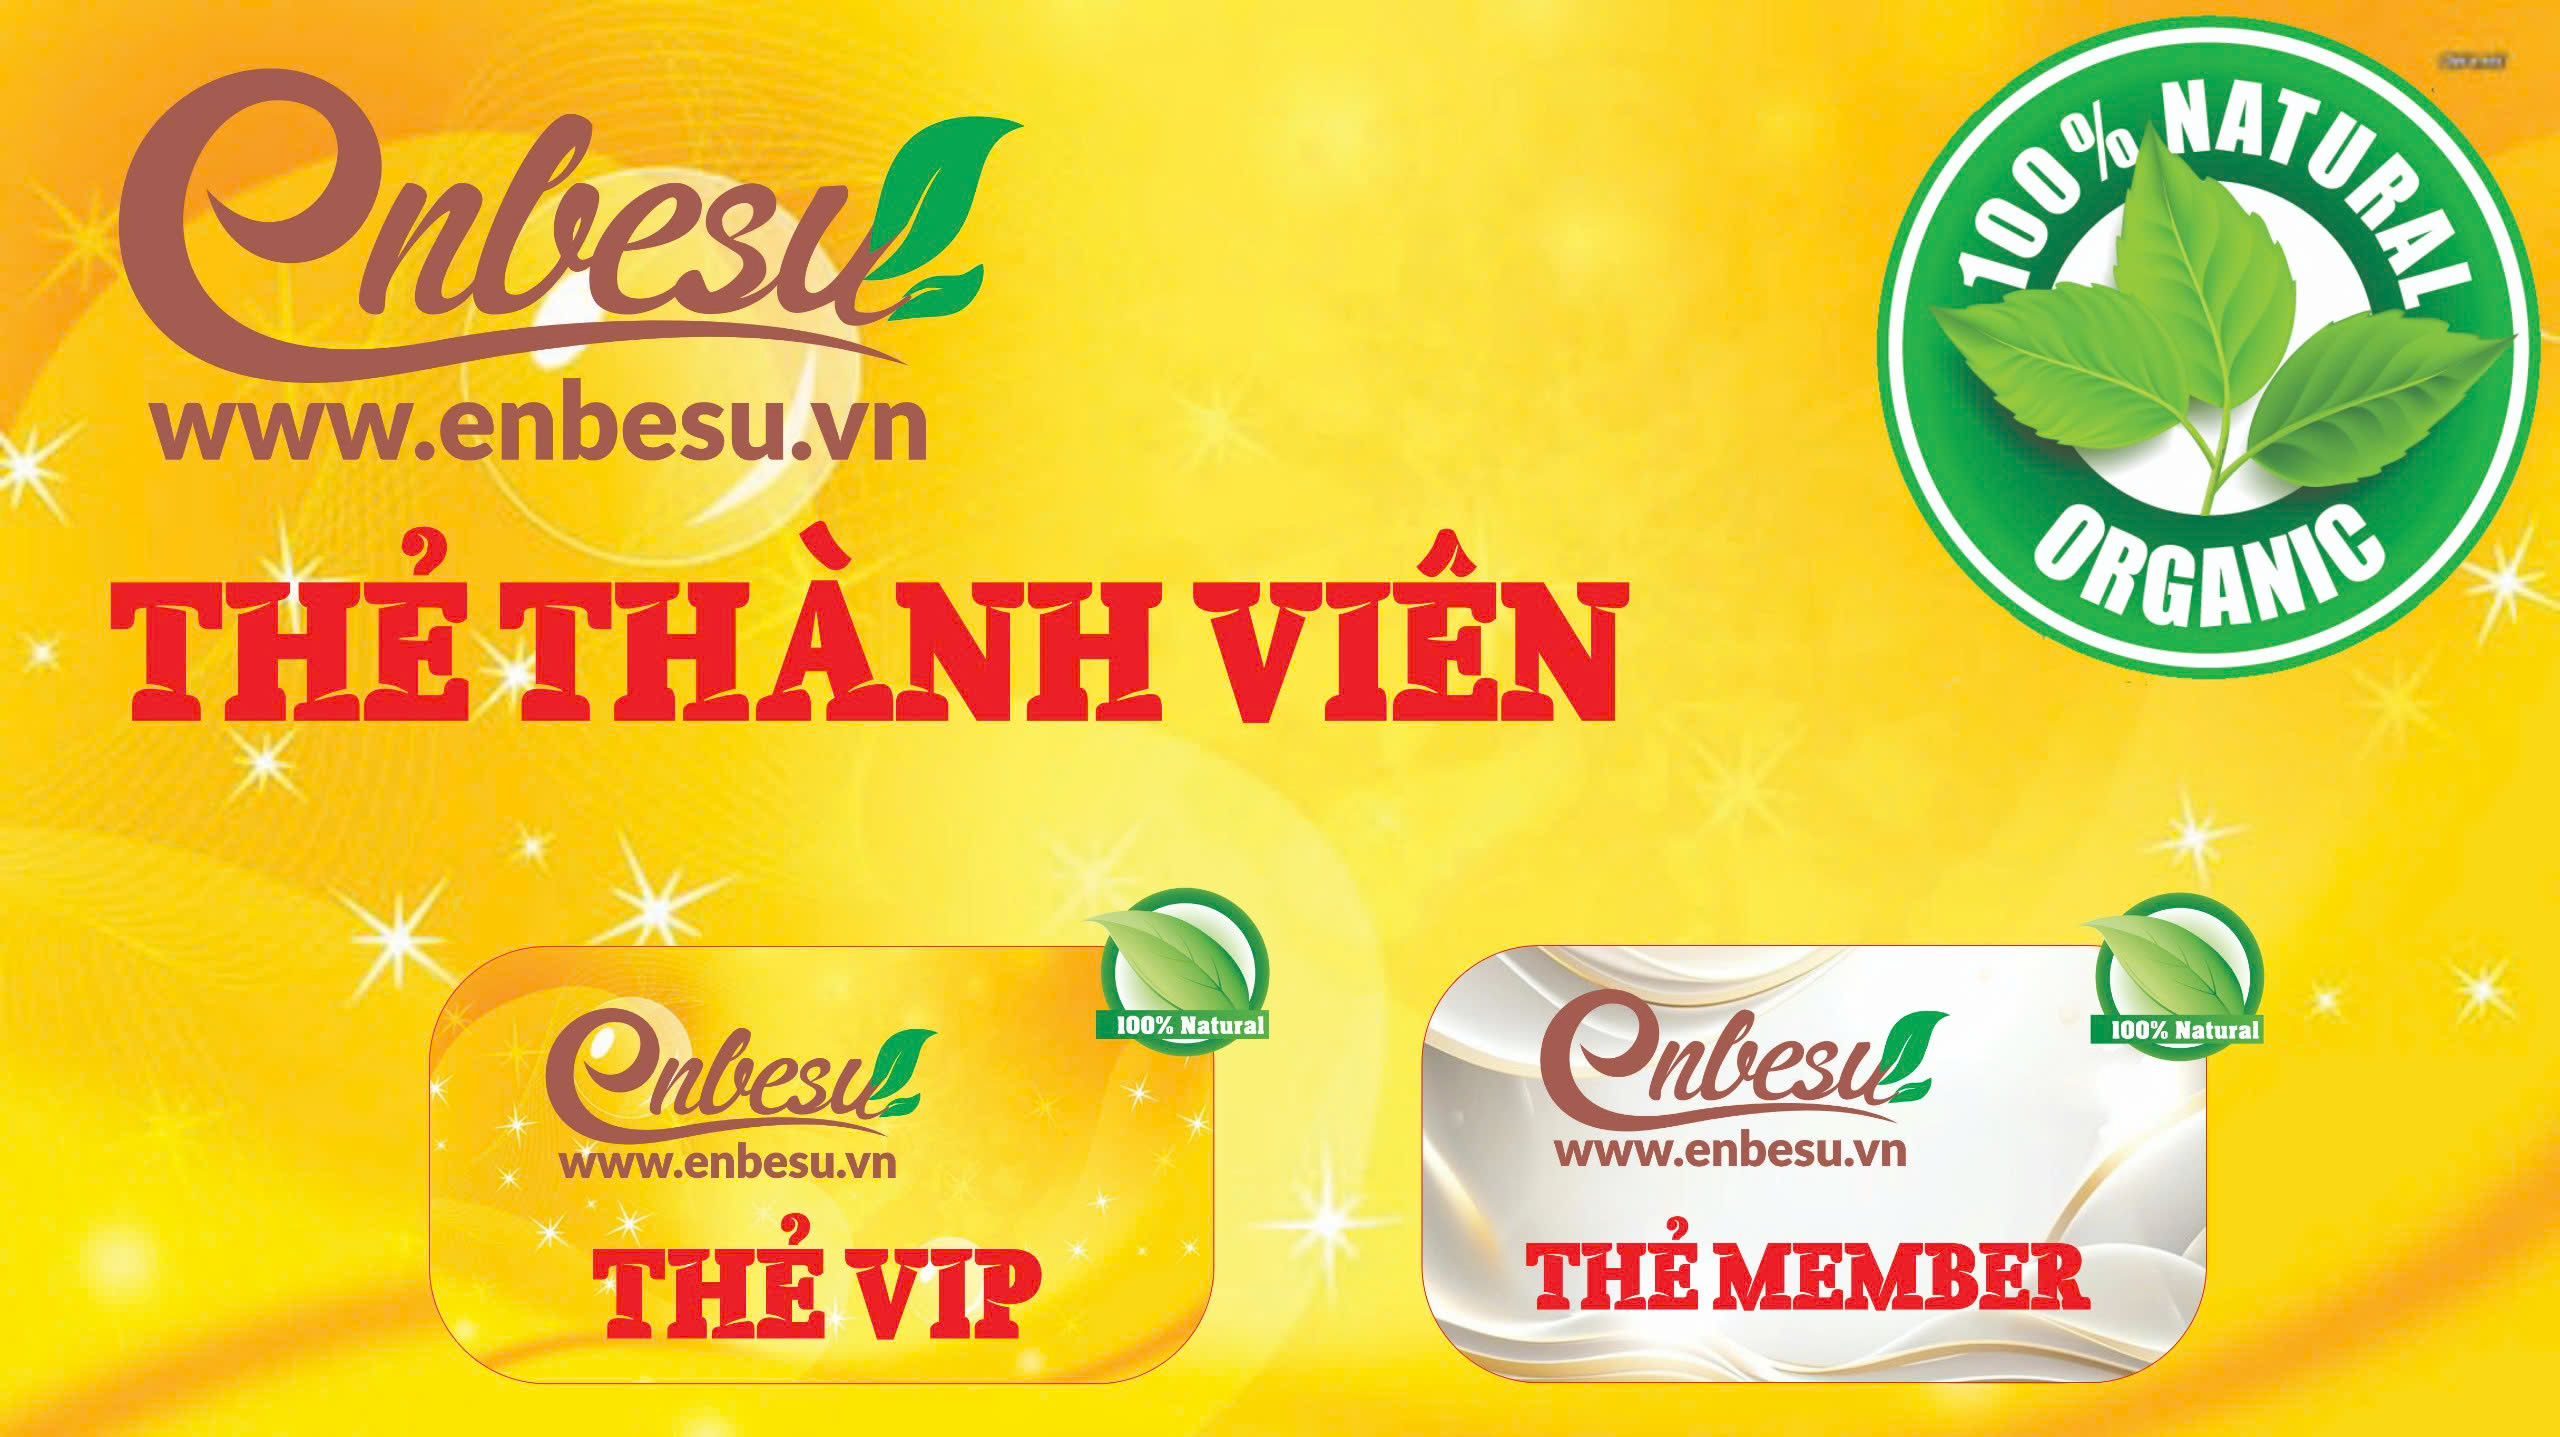 enbesu
www.enbesu.vn
100% NATURAL
ORGANIC
THẺ THÀNH VIÊN
100% Natural
enbesu
www.enbesu.vn
THẺ VIP
100% Natural
enbesu
www.enbesu.vn
THẺ MEMBER